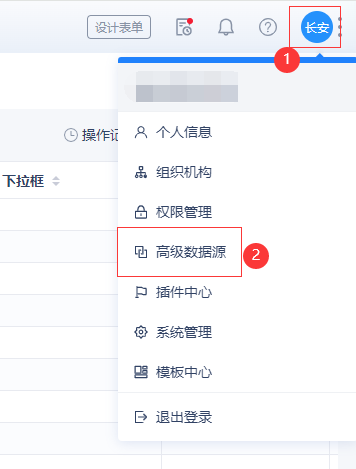 设计表单
长安
1
操作记
下拉框
个人信息
组织机构
权限管理
高级数据源
2
插件中心
系统管理
模板中心
退出登录